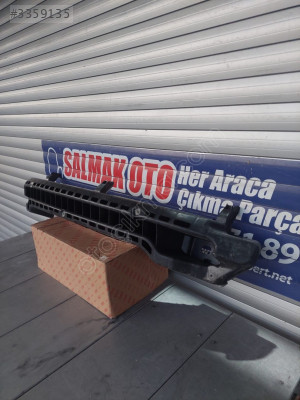 #3359135
SALMAK OTO
Her Araca
Çıkma Parça